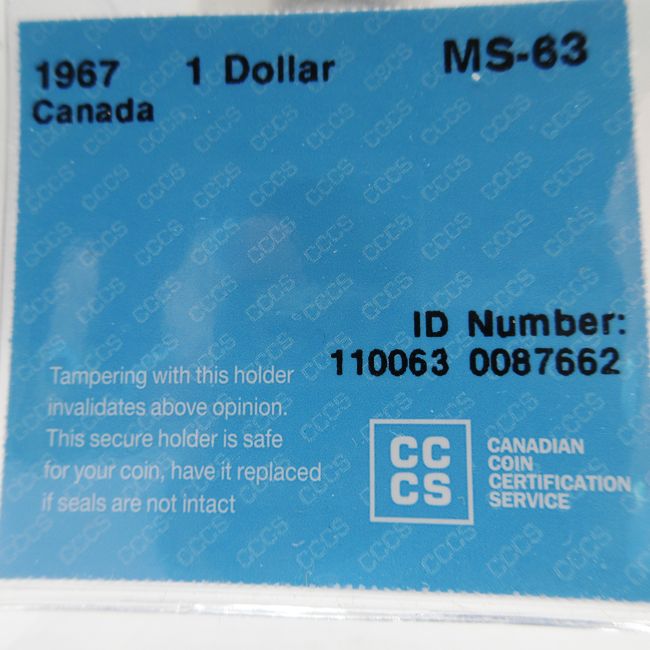 1967 1 Dollar MS-63
Canada
ID Number:
110063 0087662
Tampering with this holder
invalidates above opinion.
This secure holder is safe
for your coin, have it replaced
if seals are not intact
CC
CS
CANADIAN
COIN
CERTIFICATION
SERVICE